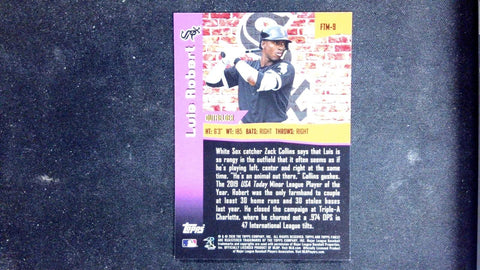 FTM-9
Sox
Luis Robert
OUTFIELDER
HT: 6'3" WT: 185 BATS: RIGHT THROWS: RIGHT
White Sox catcher Zack Collins says that Luis is
so rangy in the outfield that it often seems as if
he's playing left, center and right at the same
time. "He's an animal out there," Collins gushes.
The 2019 USA Today Minor League Player of the
Year, Robert was the only farmhand to compile
at least 30 home runs and 30 stolen bases
last year. He closed the campaign at Triple-A
Charlotte, where he churned out a .974 OPS in
47 International League tilts.
Topps